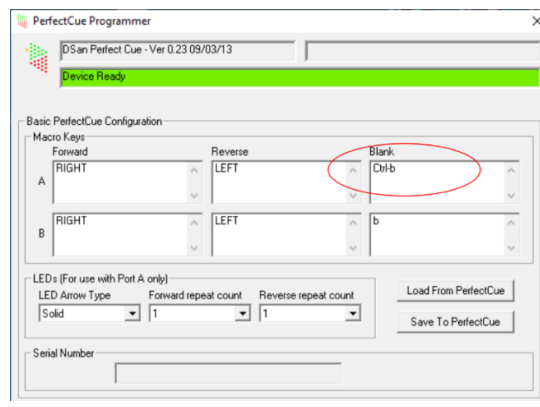 PerfectCue Programmer
DSan Perfect Cue - Ver 0.23 09/03/13
Device Ready
Basic PerfectCue Configuration
Macro Keys
Forward Reverse Blank
A RIGHT LEFT Ctrl-b
B RIGHT LEFT b
LEDs (For use with Port A only)
LED Arrow Type Forward repeat count Reverse repeat count
Solid 1 1
Load From PerfectCue
Save To PerfectCue
Serial Number